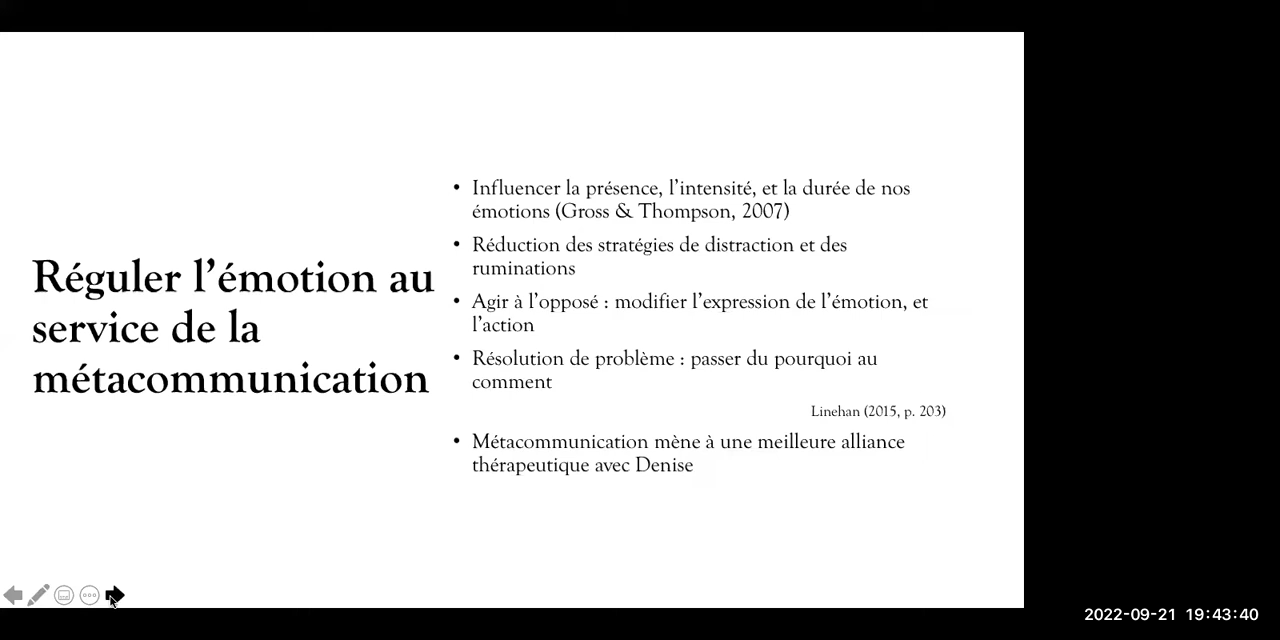 Réguler l’émotion au
service de la
métacommunication
• Influencer la présence, l’intensité, et la durée de nos
émotions (Gross & Thompson, 2007)
• Réduction des stratégies de distraction et des
ruminations
• Agir à l’opposé : modifier l’expression de l’émotion, et
l’action
• Résolution de problème : passer du pourquoi au
comment
Linehan (2015, p. 203)
• Métacommunication mène à une meilleure alliance
thérapeutique avec Denise
2022-09-21 19:43:40